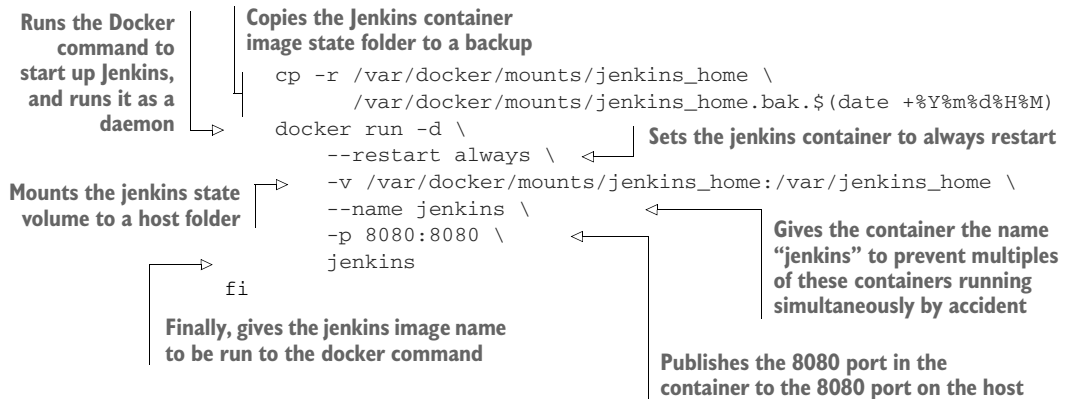 Runs the Docker
command to
start up Jenkins,
and runs it as a
daemon
Copies the Jenkins container
image state folder to a backup
cp -r /var/docker/mounts/jenkins_home \
/var/docker/mounts/jenkins_home.bak.$(date +%Y%m%d%H%M)
docker run -d \
Sets the jenkins container to always restart
--restart always \
Mounts the jenkins state
volume to a host folder
-v /var/docker/mounts/jenkins_home:/var/jenkins_home \
--name jenkins \
Gives the container the name
“jenkins” to prevent multiples
of these containers running
simultaneously by accident
-p 8080:8080 \
jenkins
fi
Finally, gives the jenkins image name
to be run to the docker command
Publishes the 8080 port in the
container to the 8080 port on the host